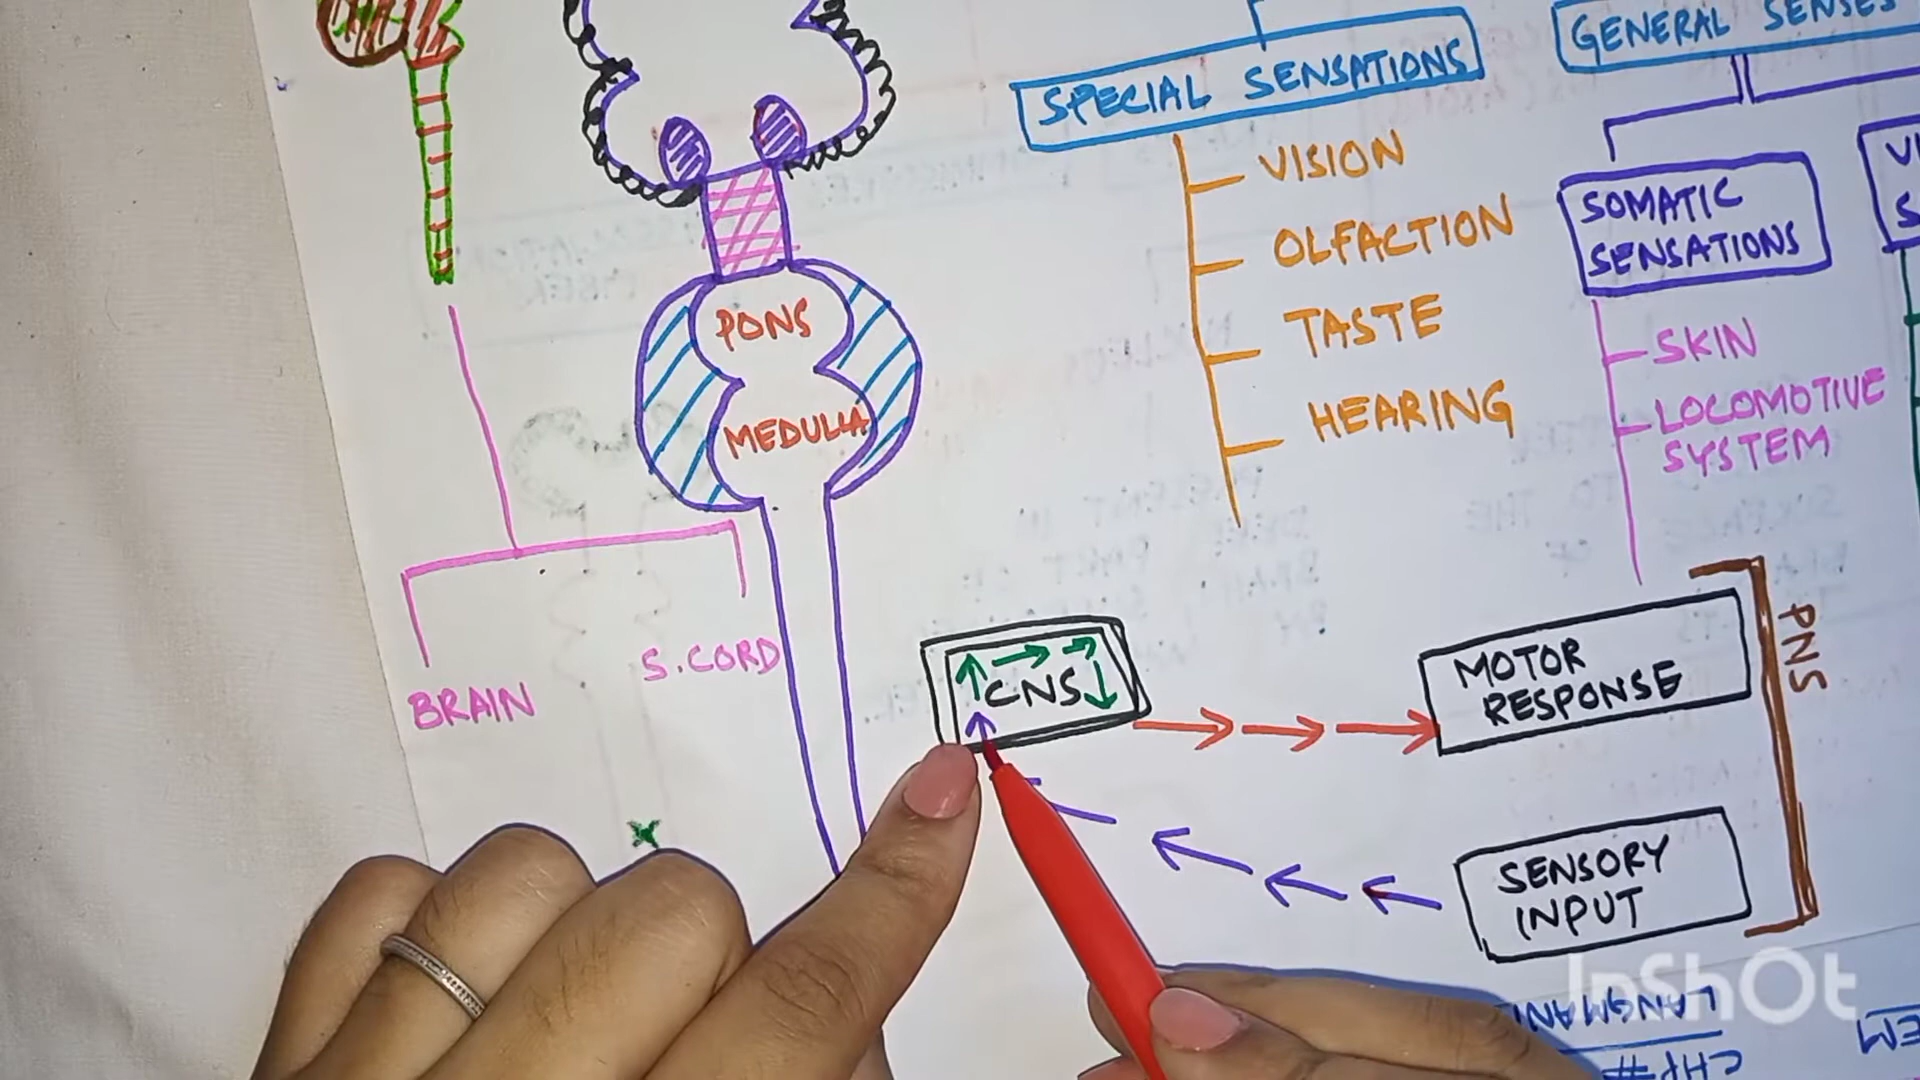 SPECIAL SENSATIONS
GENERAL SENSES
VISION
OLFACTION
TASTE
HEARING
SOMATIC
SENSATIONS
SKIN
LOCOMOTIVE
SYSTEM
PONS
MEDULLA
BRAIN
S. CORD
CNS
MOTOR
RESPONSE
PNS
SENSORY
INPUT
InShOt